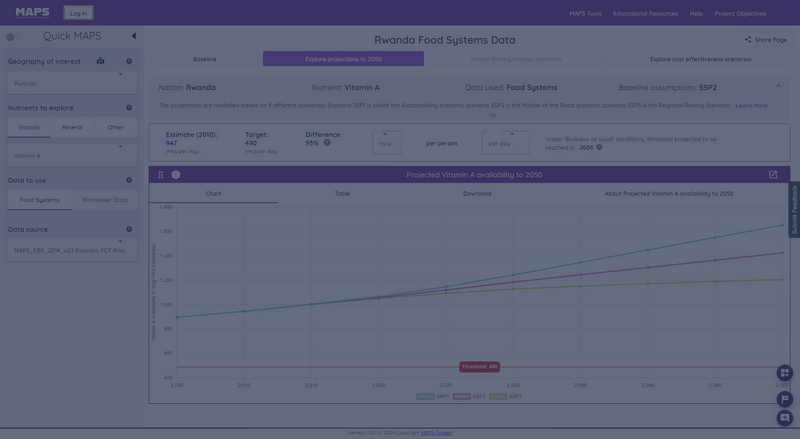 MAPS
Log in
MAPS Tools
Educational Resources
Help
Project Objectives
Quick MAPS
Rwanda Food Systems Data
Share Page
Geography of interest
Rwanda
Nutrients to explore
Vitamin
Mineral
Other
Vitamin A
Data to use
Food Systems
Biomarker Data
Data source
MAPS_FBS_2014_v2.1-Rwanda_FCT Prior
Baseline
Explore projections to 2050
Simple dietary change scenarios
Explore cost effectiveness scenarios
Nation: Rwanda
Nutrient: Vitamin A
Data Used: Food Systems
Baseline assumptions: SSP2
The projections are modelled based on 3 different scenarios. Scenario SSP1 is called the Sustainability scenario; scenario SSP2 is the Middle of the Road scenario; scenario SSP3 is the Regional Rivalry Scenario. Learn More
Estimate (2010):
947
(mcg per day)
Target:
490
(mcg per day)
Difference:
93%
mcg
per person
per day
Under 'Business as usual' conditions, threshold projected to be
reached in: 2005
Projected Vitamin A availability to 2050
Chart
Table
Download
About Projected Vitamin A availability to 2050
1,800
1,600
1,400
1,200
1,000
800
600
400
Threshold: 490
2,005
2,010
2,015
2,020
2,025
2,030
2,035
2,040
2,045
SSP1
SSP2
SSP3
Submit Feedback
2024 Copyright MAPS Project